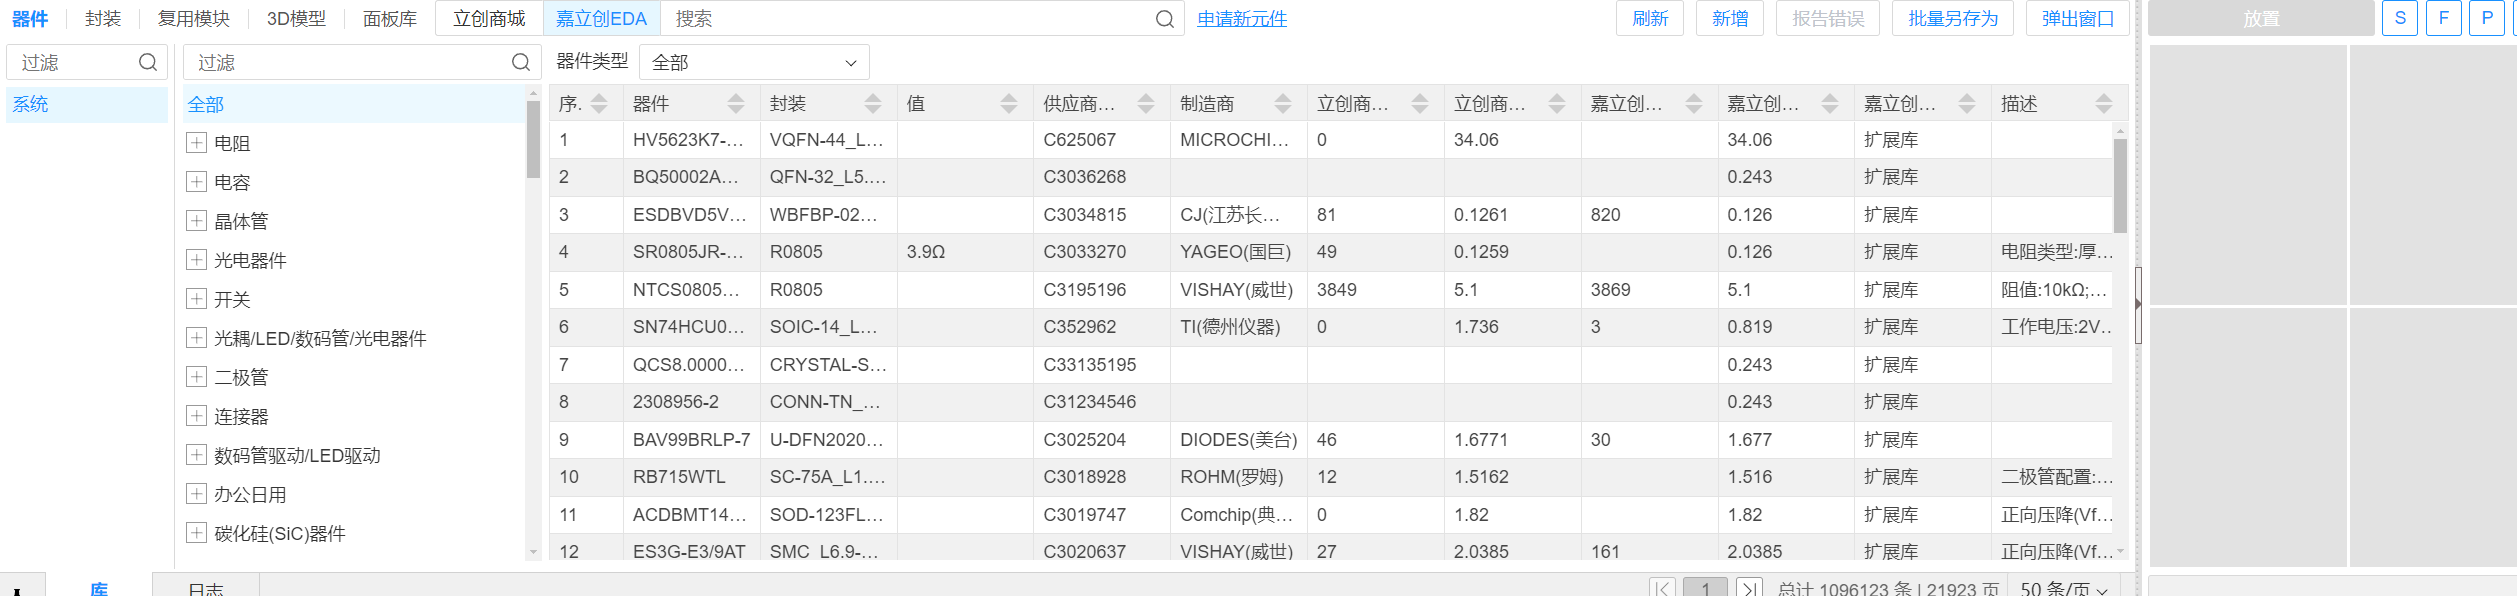 器件 封装 复用模块 3D模型 面板库 立创商城 嘉立创EDA 搜索 申请新元件 刷新 新增 报告错误 批量另存为 弹出窗口 放置 S F P
过滤 过滤 器件类型 全部
系统
全部
电阻
电容
晶体管
光电器件
开关
光耦/LED/数码管/光电器件
二极管
连接器
数码管驱动/LED驱动
办公日用
碳化硅(SiC)器件
序. 器件 封装 值 供应商... 制造商 立创商... 立创商... 嘉立创... 嘉立创... 嘉立创... 描述
1 HV5623K7-... VQFN-44_L... C625067 MICROCHI... 0 34.06 34.06 扩展库
2 BQ50002A... QFN-32_L5.... C3036268 0.243 扩展库
3 ESDBVD5V... WBFBP-02... C3034815 CJ(江苏长... 81 0.1261 820 0.126 扩展库
4 SR0805JR-... R0805 3.9Ω C3033270 YAGEO(国巨) 49 0.1259 0.126 扩展库 电阻类型:厚...
5 NTCS0805... R0805 C3195196 VISHAY(威世) 3849 5.1 3869 5.1 扩展库 阻值:10kΩ;...
6 SN74HCU0... SOIC-14_L... C352962 TI(德州仪器) 0 1.736 3 0.819 扩展库 工作电压:2V...
7 QCS8.0000... CRYSTAL-S... C33135195 0.243 扩展库
8 2308956-2 CONN-TN_... C31234546 0.243 扩展库
9 BAV99BRLP-7 U-DFN2020... C3025204 DIODES(美台) 46 1.6771 30 1.677 扩展库
10 RB715WTL SC-75A_L1.... C3018928 ROHM(罗姆) 12 1.5162 1.516 扩展库 二极管配置:...
11 ACDBMT14... SOD-123FL... C3019747 Comchip(典... 0 1.82 1.82 扩展库 正向压降(Vf...
12 ES3G-E3/9AT SMC_L6.9-... C3020637 VISHAY(威世) 27 2.0385 161 2.0385 扩展库 正向压降(Vf...
库 日志 1 总计 1096123 条 | 21923 页 50 条/页